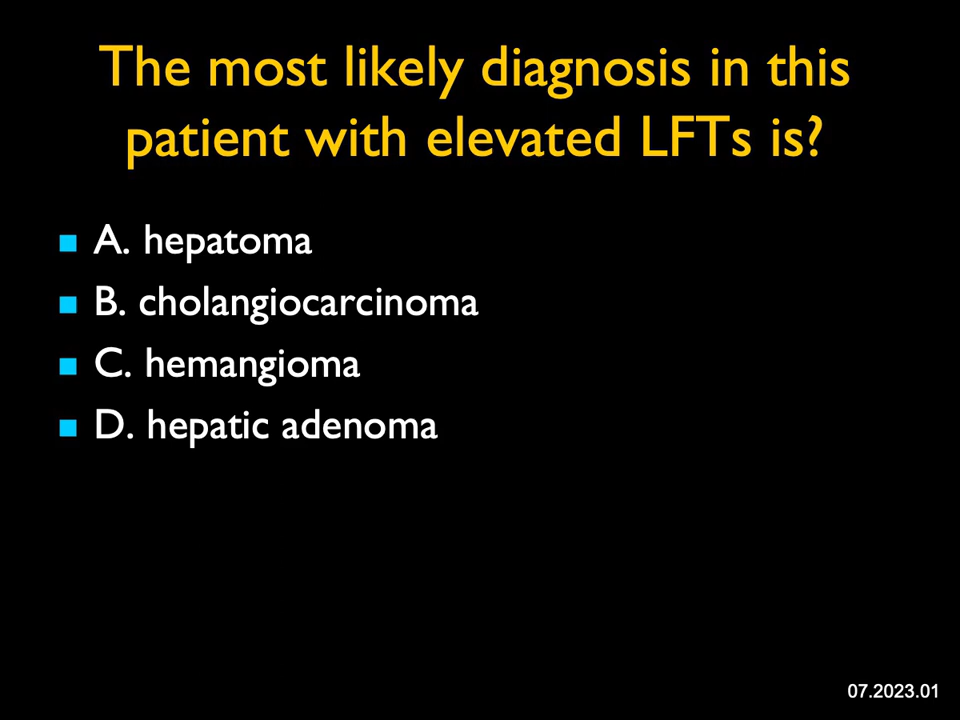 The most likely diagnosis in this
patient with elevated LFTs is?
A. hepatoma
B. cholangiocarcinoma
C. hemangioma
D. hepatic adenoma
07.2023.01